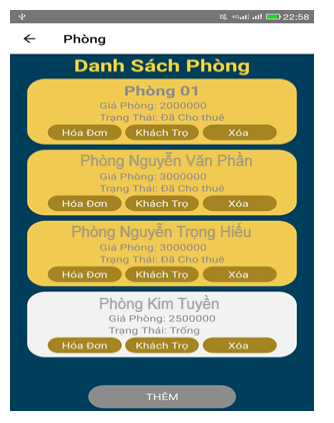 4G 22:58
Phòng
Danh Sách Phòng
Phòng 01
Giá Phòng: 2000000
Trạng Thái: Đã Cho thuê
Hóa Đơn Khách Trọ Xóa
Phòng Nguyễn Văn Phần
Giá Phòng: 3000000
Trạng Thái: Đã Cho thuê
Hóa Đơn Khách Trọ Xóa
Phòng Nguyễn Trọng Hiếu
Giá Phòng: 3000000
Trạng Thái: Đã Cho thuê
Hóa Đơn Khách Trọ Xóa
Phòng Kim Tuyền
Giá Phòng: 2500000
Trạng Thái: Trống
Hóa Đơn Khách Trọ Xóa
THÊM